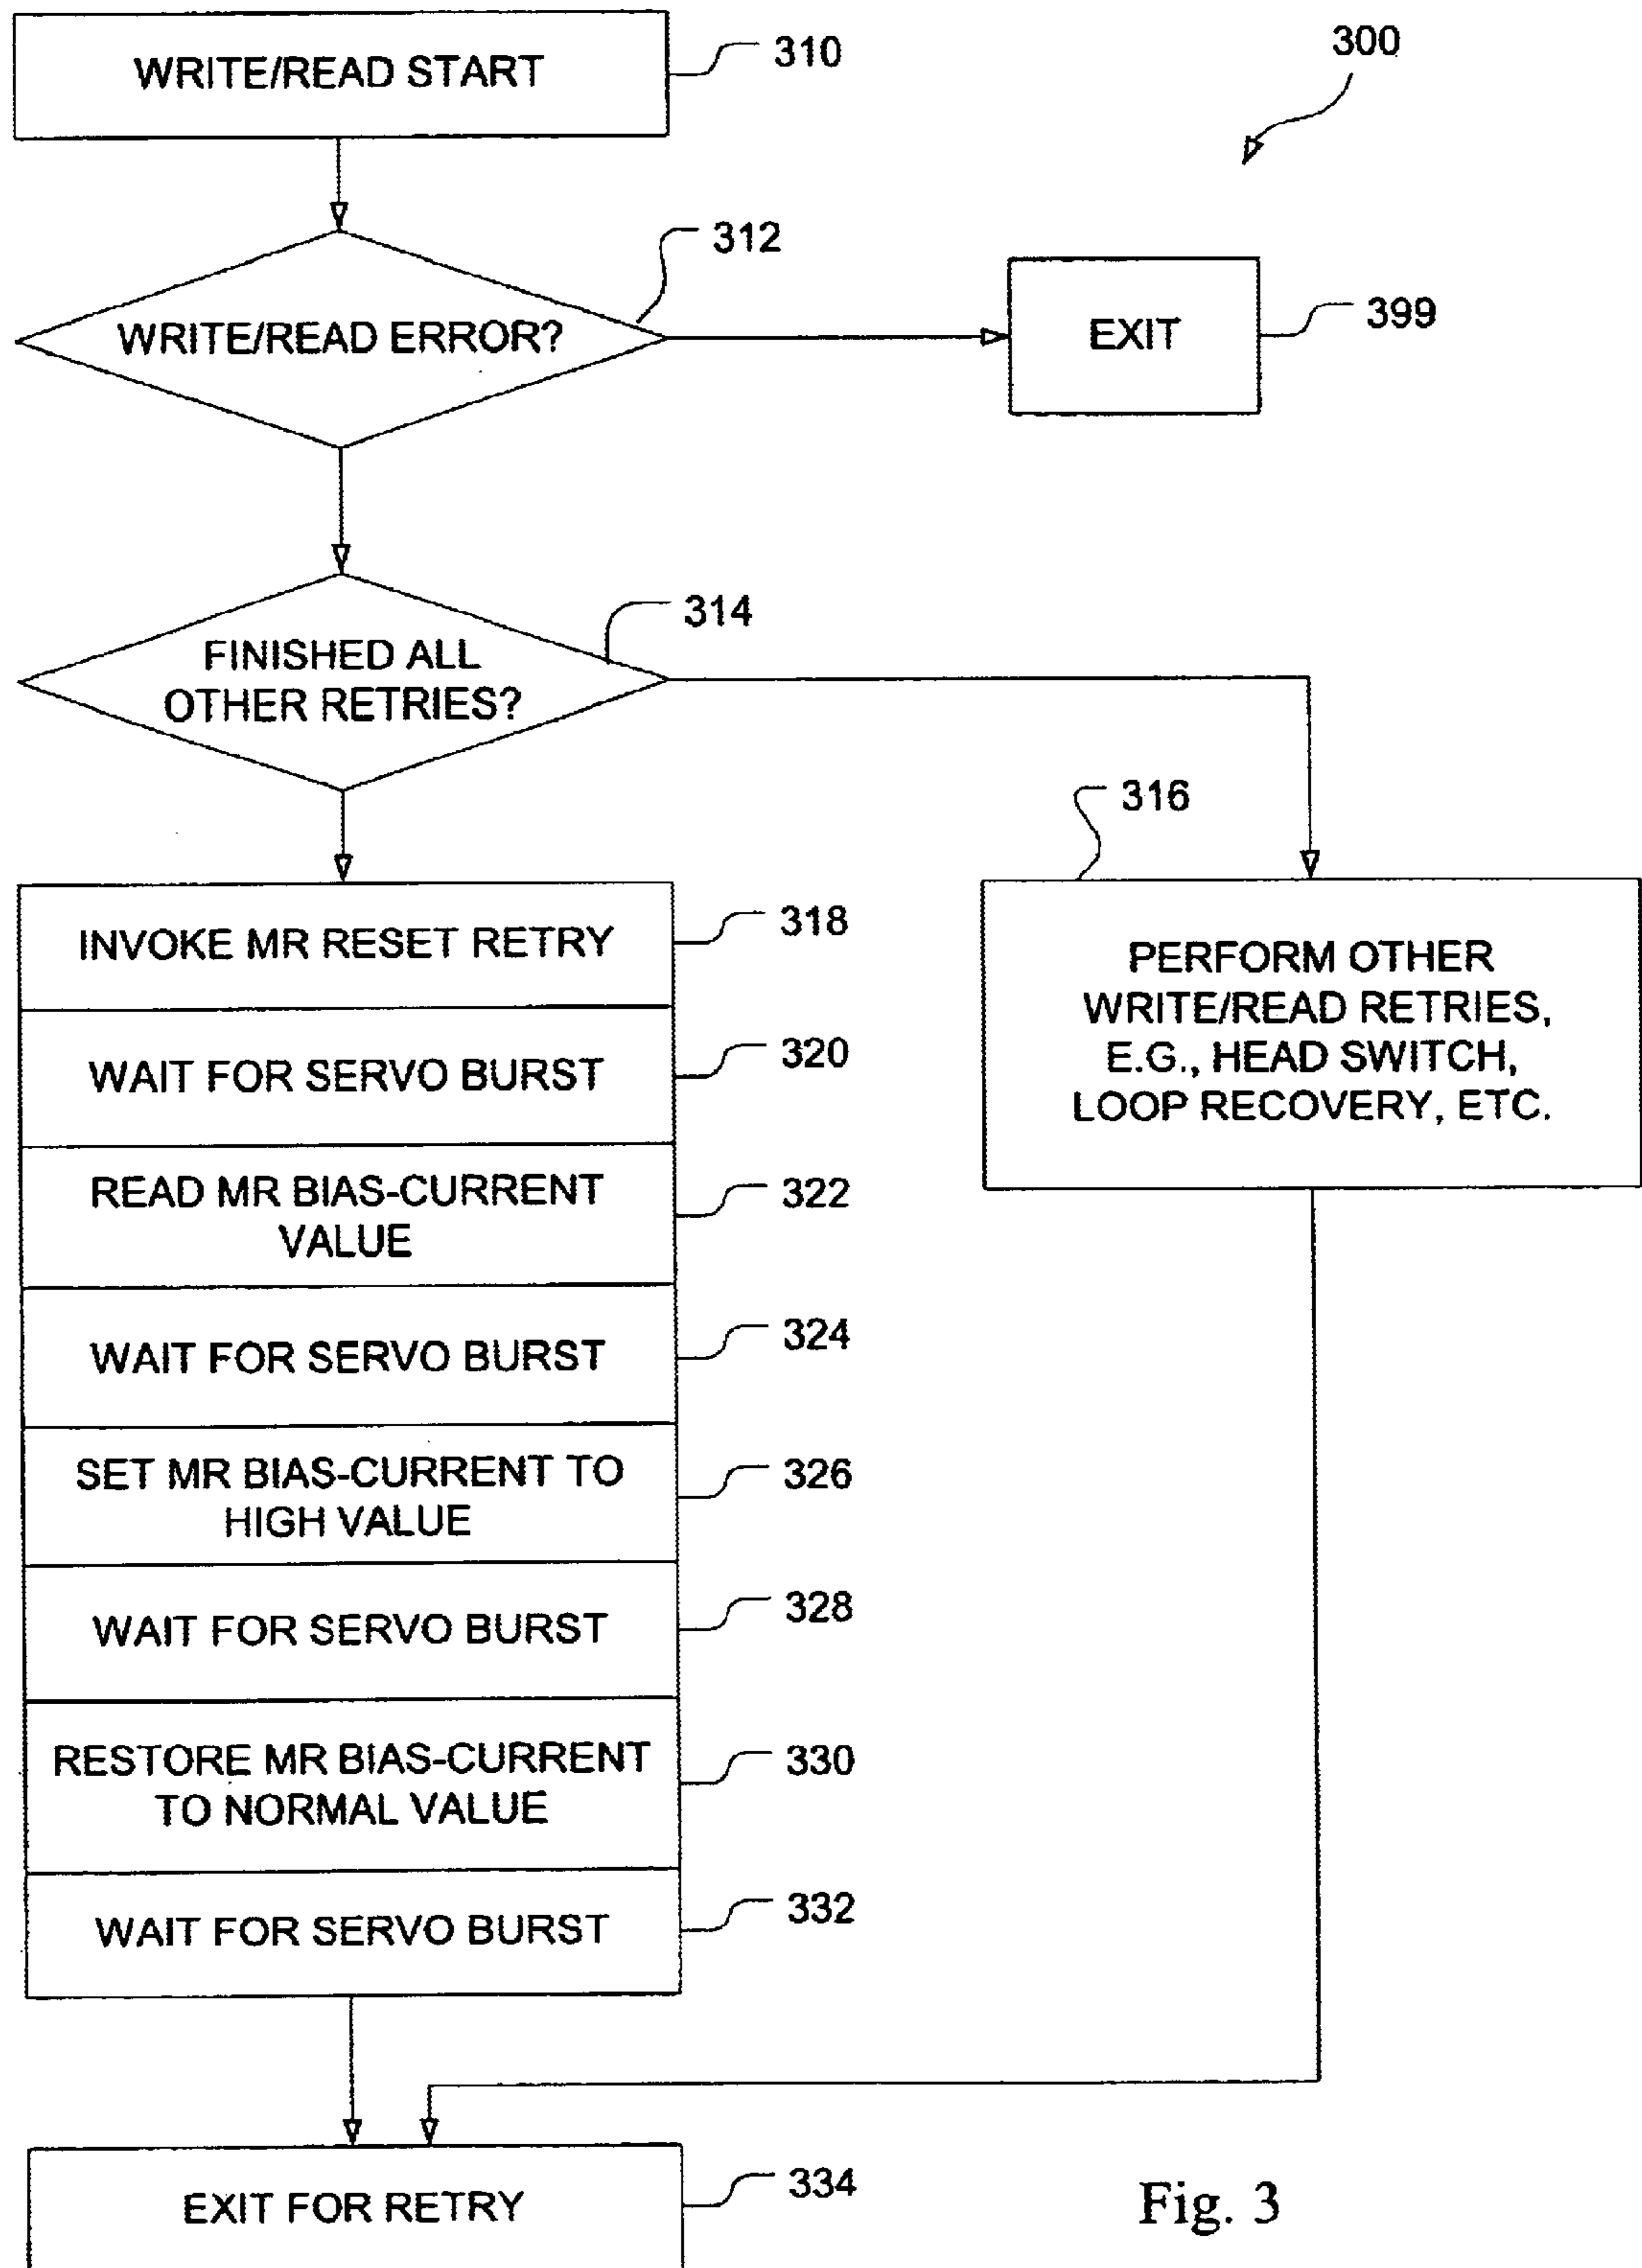 WRITE/READ START
310
300
312
WRITE/READ ERROR?
EXIT
399
314
FINISHED ALL
OTHER RETRIES?
316
INVOKE MR RESET RETRY
318
PERFORM OTHER
WRITE/READ RETRIES,
E.G., HEAD SWITCH,
LOOP RECOVERY, ETC.
WAIT FOR SERVO BURST
320
READ MR BIAS-CURRENT
VALUE
322
WAIT FOR SERVO BURST
324
SET MR BIAS-CURRENT TO
HIGH VALUE
326
WAIT FOR SERVO BURST
328
RESTORE MR BIAS-CURRENT
TO NORMAL VALUE
330
WAIT FOR SERVO BURST
332
EXIT FOR RETRY
334
Fig. 3